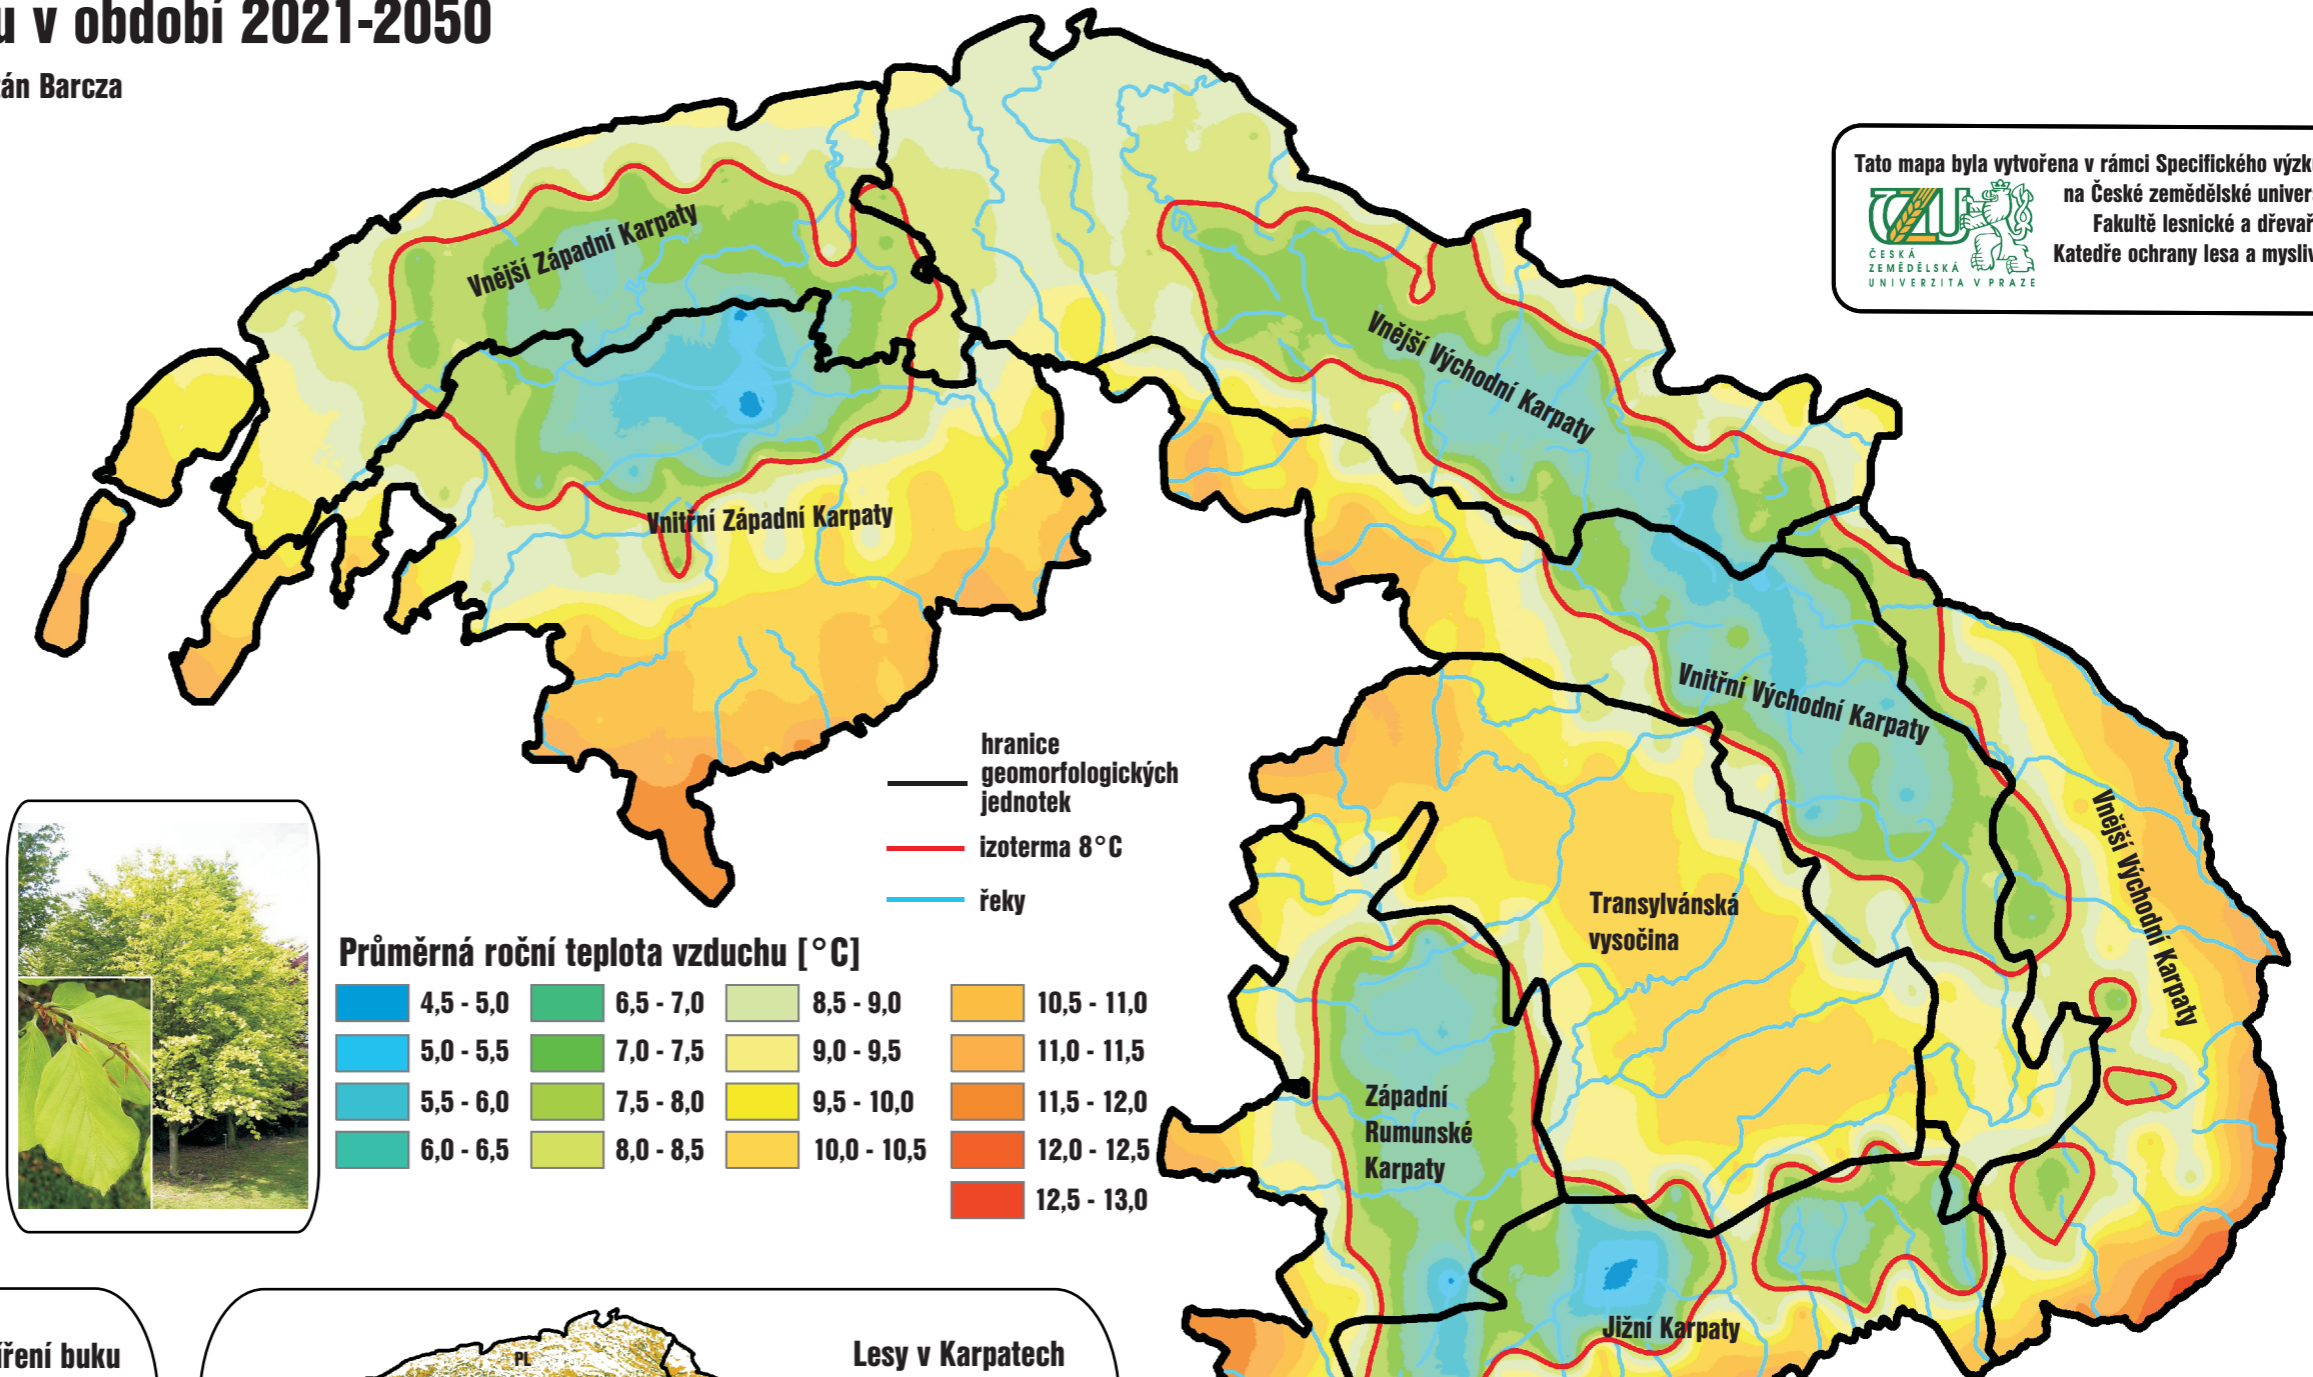 u v období 2021-2050
tán Barcza
Tato mapa byla vytvořena v rámci Specifického výzk
na České zemědělské univer
Fakultě lesnické a dřevař
Katedře ochrany lesa a mysliv
ČZU
ČESKÁ
ZEMĚDĚLSKÁ
UNIVERZITA V PRAZE
Vnější Západní Karpaty
Vnitřní Západní Karpaty
Vnější Východní Karpaty
Vnitřní Východní Karpaty
Vnější Východní Karpaty
Transylvánská
vysočina
Západní
Rumunské
Karpaty
Jižní Karpaty
hranice
geomorfologických
jednotek
izoterma 8°C
řeky
Průměrná roční teplota vzduchu [°C]
4,5 - 5,0
5,0 - 5,5
5,5 - 6,0
6,0 - 6,5
6,5 - 7,0
7,0 - 7,5
7,5 - 8,0
8,0 - 8,5
8,5 - 9,0
9,0 - 9,5
9,5 - 10,0
10,0 - 10,5
10,5 - 11,0
11,0 - 11,5
11,5 - 12,0
12,0 - 12,5
12,5 - 13,0
íření buku
PL
Lesy v Karpatech